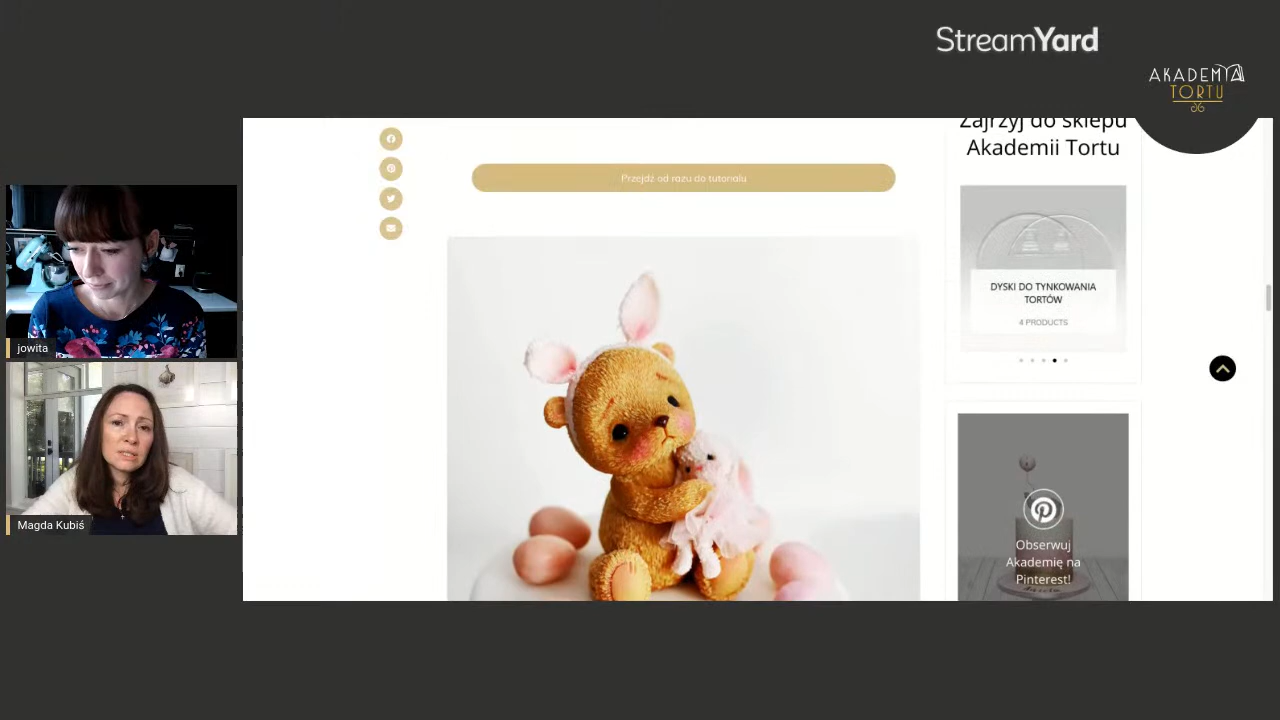 StreamYard
AKADEMIA
TORTU
Zajrzyj do sklepu
Akademii Tortu
Przejdź od razu do tutorialu
DYSKI DO TYNKOWANIA
TORTÓW
4 PRODUCTS
jowita
Magda Kubiś
Obserwuj
Akademię na
Pinterest!